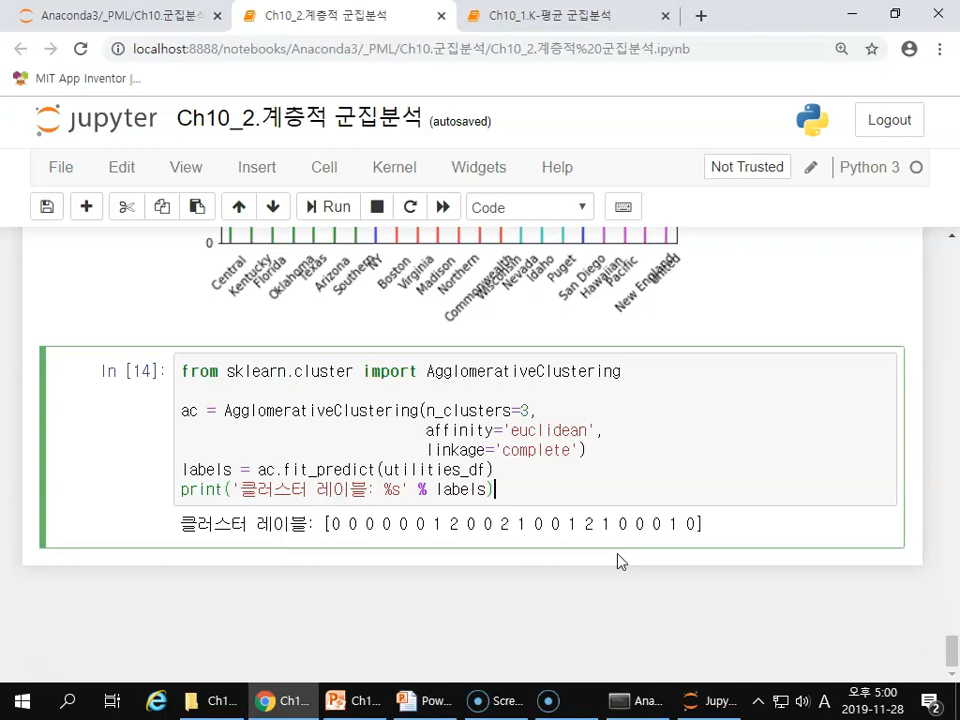 Anaconda3/_PML/Ch10.군집분석
Ch10_2.계층적 군집분석
Ch10_1.K-평균 군집분석
localhost:8888/notebooks/Anaconda3/_PML/Ch10.군집분석/Ch10_2.계층적%20군집분석.ipynb
MIT App Inventor |...
jupyter Ch10_2.계층적 군집분석 (autosaved)
Logout
File Edit View Insert Cell Kernel Widgets Help
Not Trusted
Python 3
Run
Code
0
Central Kentucky Florida Oklahoma Texas Arizona Southern NY Boston Virginia Madison Northern Commonwealth Wisconsin Nevada Idaho Puget San Diego Hawaiian Pacific New England United
In [14]:
from sklearn.cluster import AgglomerativeClustering
ac = AgglomerativeClustering(n_clusters=3,
affinity='euclidean',
linkage='complete')
labels = ac.fit_predict(utilities_df)
print('클러스터 레이블: %s' % labels)
클러스터 레이블: [0 0 0 0 0 0 1 2 0 0 2 1 0 0 1 2 1 0 0 0 1 0]
Ch1...
Ch1...
Ch1...
Pow...
Scre...
Ana...
Jupy...
A
오후 5:00
2019-11-28
2